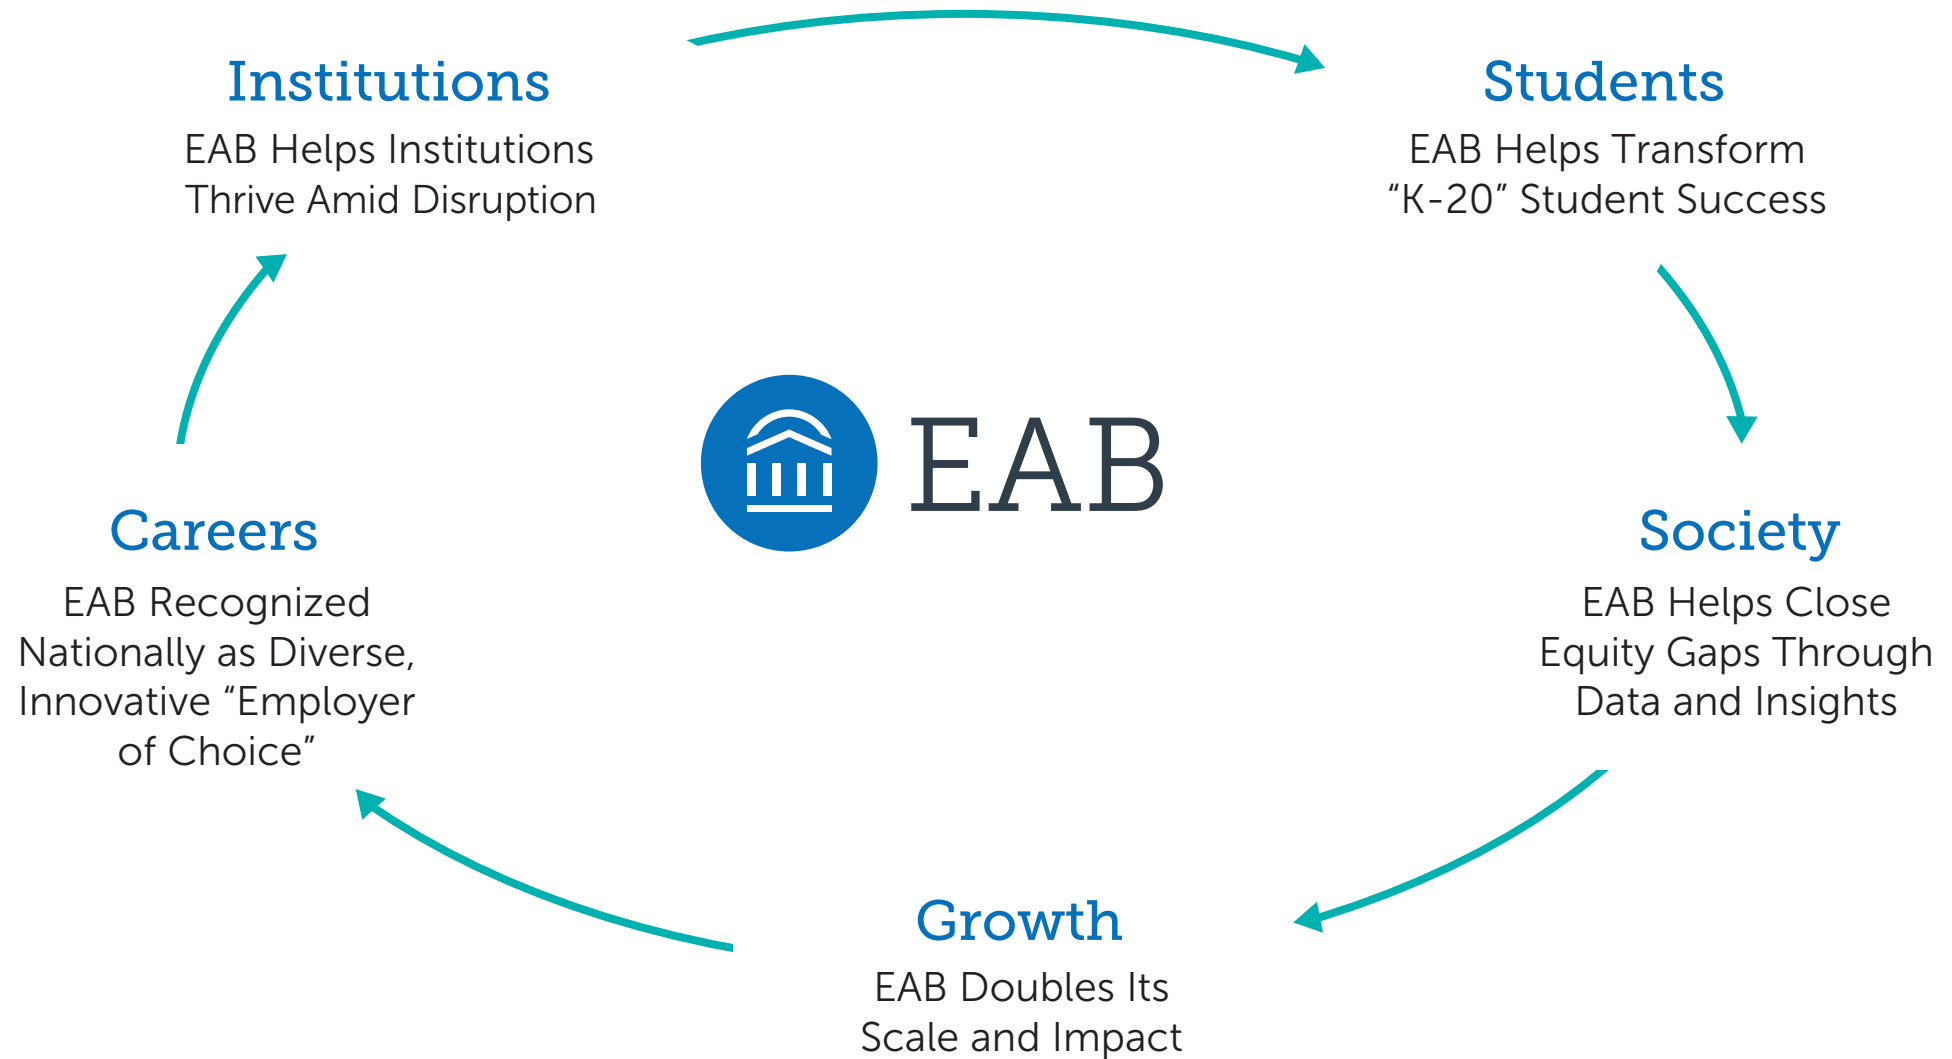 Institutions
EAB Helps Institutions
Thrive Amid Disruption
Students
EAB Helps Transform
“K-20” Student Success
EAB
Careers
EAB Recognized
Nationally as Diverse,
Innovative “Employer
of Choice”
Society
EAB Helps Close
Equity Gaps Through
Data and Insights
Growth
EAB Doubles Its
Scale and Impact